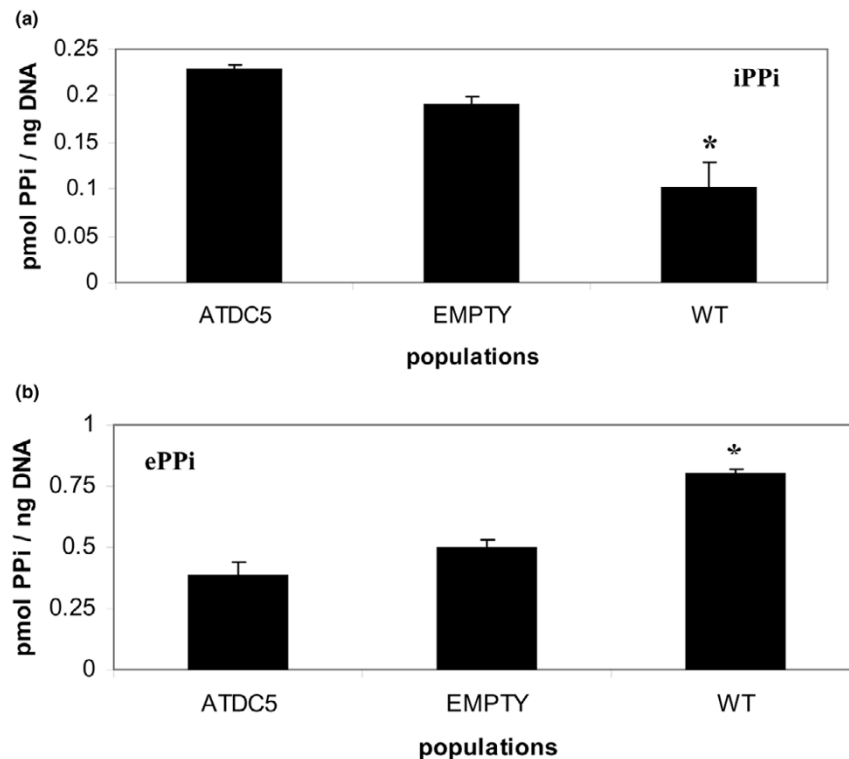 (a)
0.25
0.2
0.15
0.1
0.05
0
pmol PPi / ng DNA
iPPi
*
ATDC5 EMPTY WT
populations
(b)
1
0.75
0.5
0.25
0
pmol PPi / ng DNA
ePPi
*
ATDC5 EMPTY WT
populations